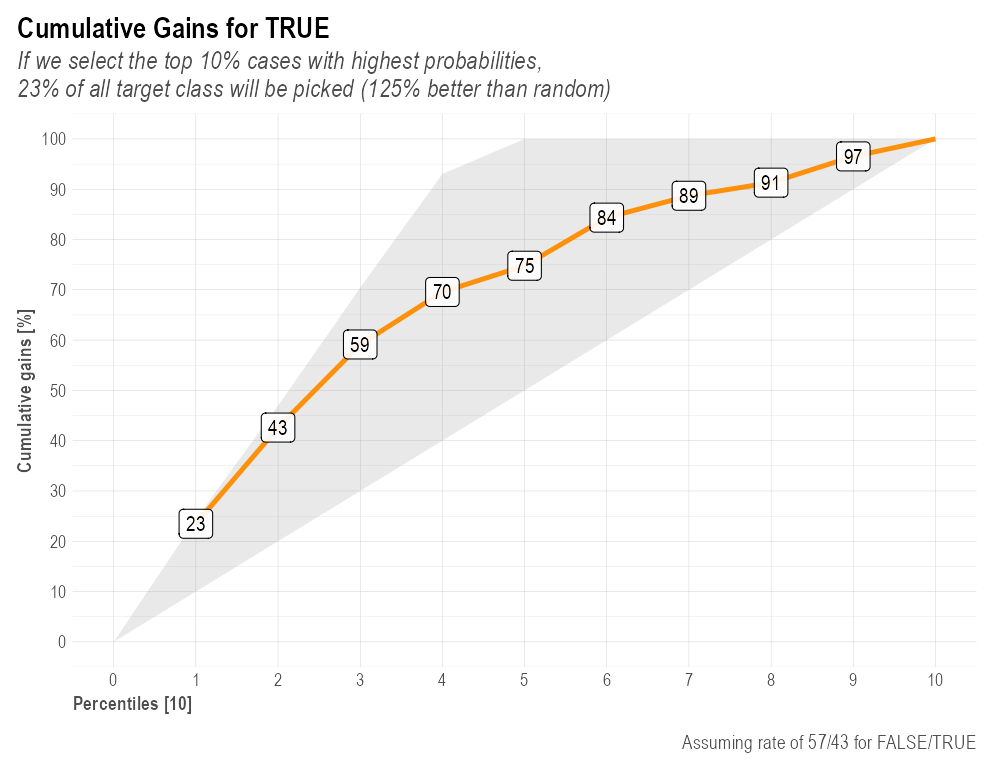 Cumulative Gains for TRUE
If we select the top 10% cases with highest probabilities,
23% of all target class will be picked (125% better than random)
Cumulative gains [%]
100
90
80
70
60
50
40
30
20
10
0
23
43
59
70
75
84
89
91
97
0 1 2 3 4 5 6 7 8 9 10
Percentiles [10]
Assuming rate of 57/43 for FALSE/TRUE